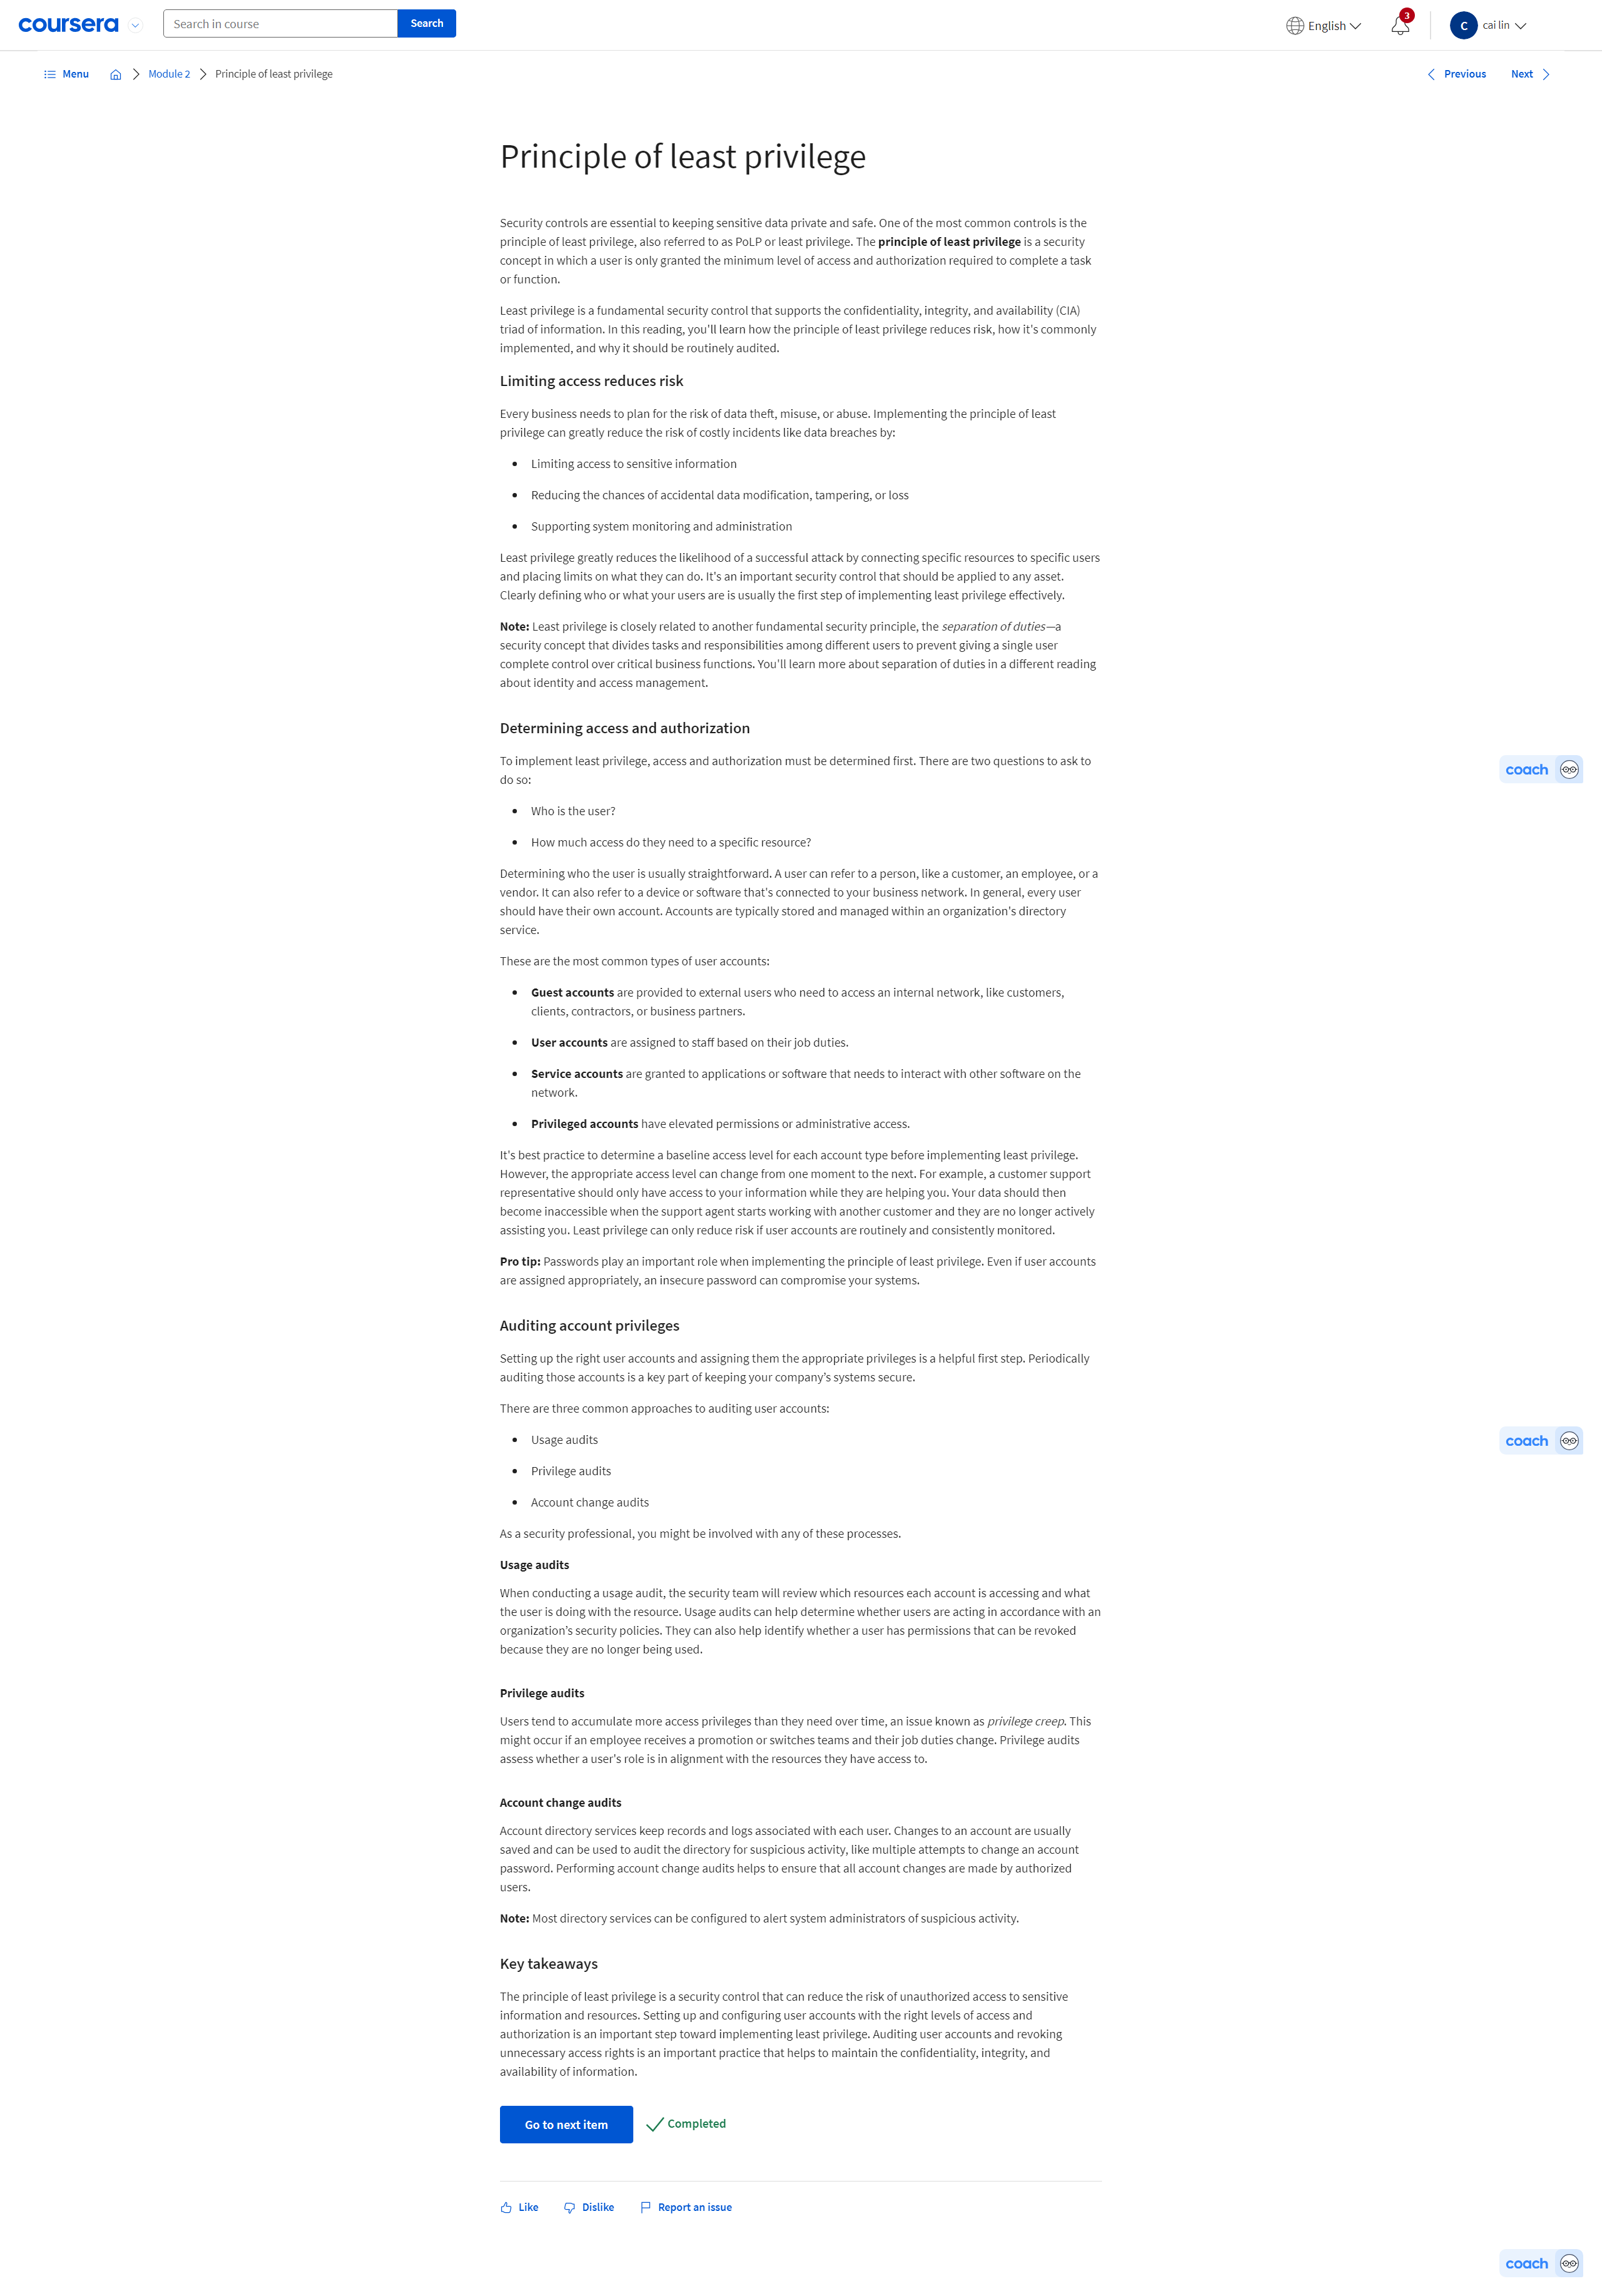 coursera
Search in course
Search
English
3
C
cai lin
Menu
Module 2
Principle of least privilege
Previous
Next
Principle of least privilege
Security controls are essential to keeping sensitive data private and safe. One of the most common controls is the
principle of least privilege, also referred to as PoLP or least privilege. The principle of least privilege is a security
concept in which a user is only granted the minimum level of access and authorization required to complete a task
or function.
Least privilege is a fundamental security control that supports the confidentiality, integrity, and availability (CIA)
triad of information. In this reading, you'll learn how the principle of least privilege reduces risk, how it's commonly
implemented, and why it should be routinely audited.
Limiting access reduces risk
Every business needs to plan for the risk of data theft, misuse, or abuse. Implementing the principle of least
privilege can greatly reduce the risk of costly incidents like data breaches by:
• Limiting access to sensitive information
• Reducing the chances of accidental data modification, tampering, or loss
• Supporting system monitoring and administration
Least privilege greatly reduces the likelihood of a successful attack by connecting specific resources to specific users
and placing limits on what they can do. It's an important security control that should be applied to any asset.
Clearly defining who or what your users are is usually the first step of implementing least privilege effectively.
Note: Least privilege is closely related to another fundamental security principle, the separation of duties—a
security concept that divides tasks and responsibilities among different users to prevent giving a single user
complete control over critical business functions. You'll learn more about separation of duties in a different reading
about identity and access management.
Determining access and authorization
To implement least privilege, access and authorization must be determined first. There are two questions to ask to
do so:
coach
• Who is the user?
• How much access do they need to a specific resource?
Determining who the user is usually straightforward. A user can refer to a person, like a customer, an employee, or a
vendor. It can also refer to a device or software that's connected to your business network. In general, every user
should have their own account. Accounts are typically stored and managed within an organization's directory
service.
These are the most common types of user accounts:
• Guest accounts are provided to external users who need to access an internal network, like customers,
clients, contractors, or business partners.
• User accounts are assigned to staff based on their job duties.
• Service accounts are granted to applications or software that needs to interact with other software on the
network.
• Privileged accounts have elevated permissions or administrative access.
It's best practice to determine a baseline access level for each account type before implementing least privilege.
However, the appropriate access level can change from one moment to the next. For example, a customer support
representative should only have access to your information while they are helping you. Your data should then
become inaccessible when the support agent starts working with another customer and they are no longer actively
assisting you. Least privilege can only reduce risk if user accounts are routinely and consistently monitored.
Pro tip: Passwords play an important role when implementing the principle of least privilege. Even if user accounts
are assigned appropriately, an insecure password can compromise your systems.
Auditing account privileges
Setting up the right user accounts and assigning them the appropriate privileges is a helpful first step. Periodically
auditing those accounts is a key part of keeping your company's systems secure.
There are three common approaches to auditing user accounts:
• Usage audits
coach
• Privilege audits
• Account change audits
As a security professional, you might be involved with any of these processes.
Usage audits
When conducting a usage audit, the security team will review which resources each account is accessing and what
the user is doing with the resource. Usage audits can help determine whether users are acting in accordance with an
organization's security policies. They can also help identify whether a user has permissions that can be revoked
because they are no longer being used.
Privilege audits
Users tend to accumulate more access privileges than they need over time, an issue known as privilege creep. This
might occur if an employee receives a promotion or switches teams and their job duties change. Privilege audits
assess whether a user's role is in alignment with the resources they have access to.
Account change audits
Account directory services keep records and logs associated with each user. Changes to an account are usually
saved and can be used to audit the directory for suspicious activity, like multiple attempts to change an account
password. Performing account change audits helps to ensure that all account changes are made by authorized
users.
Note: Most directory services can be configured to alert system administrators of suspicious activity.
Key takeaways
The principle of least privilege is a security control that can reduce the risk of unauthorized access to sensitive
information and resources. Setting up and configuring user accounts with the right levels of access and
authorization is an important step toward implementing least privilege. Auditing user accounts and revoking
unnecessary access rights is an important practice that helps to maintain the confidentiality, integrity, and
availability of information.
Go to next item
Completed
Like
Dislike
Report an issue
coach